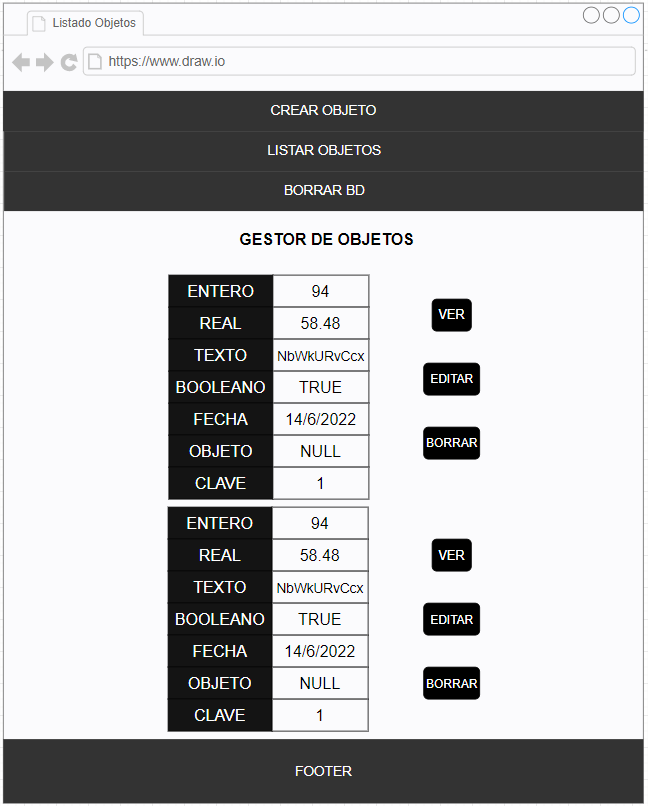 Listado Objetos
https://www.draw.io
CREAR OBJETO
LISTAR OBJETOS
BORRAR BD
GESTOR DE OBJETOS
ENTERO 94
REAL 58.48
TEXTO NbWkURvCcx
BOOLEANO TRUE
FECHA 14/6/2022
OBJETO NULL
CLAVE 1
VER
EDITAR
BORRAR
ENTERO 94
REAL 58.48
TEXTO NbWkURvCcx
BOOLEANO TRUE
FECHA 14/6/2022
OBJETO NULL
CLAVE 1
VER
EDITAR
BORRAR
FOOTER